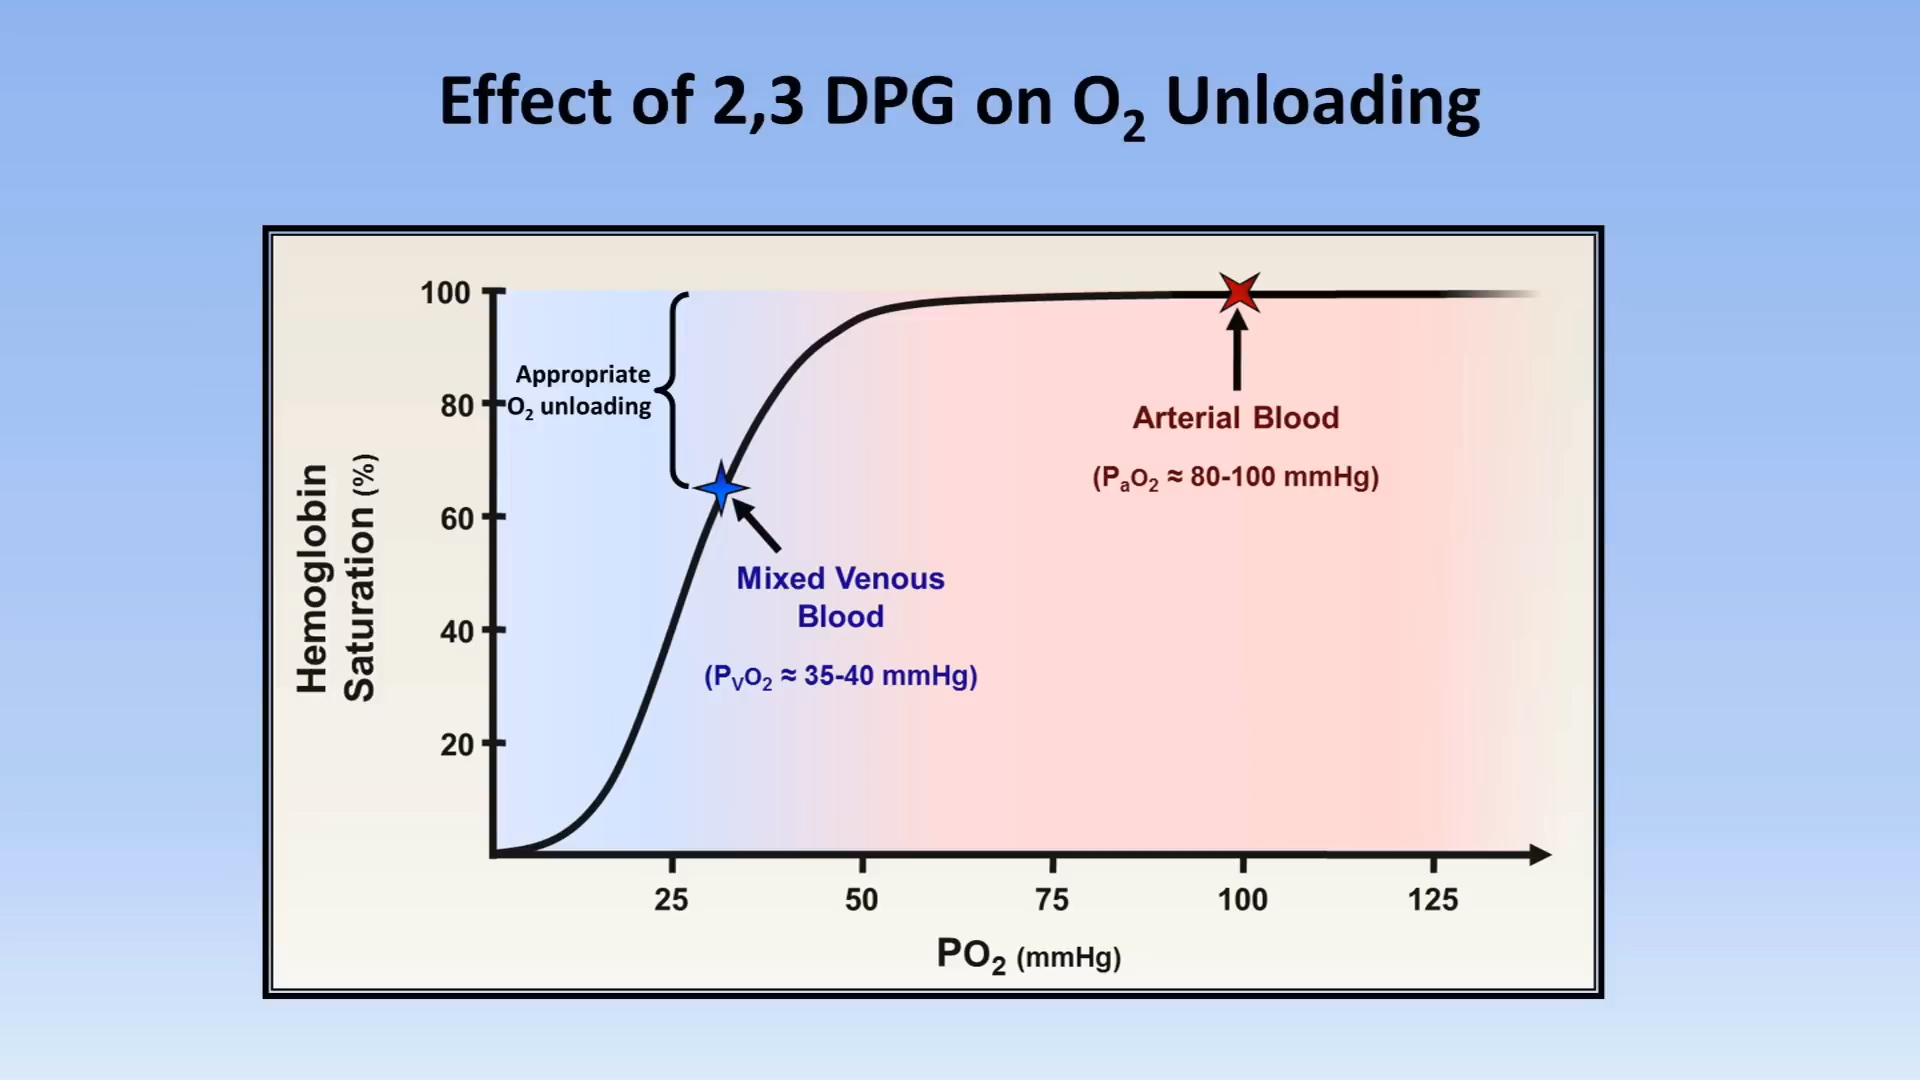 Effect of 2,3 DPG on O₂ Unloading
100
80
60
40
20
Hemoglobin
Saturation (%)
Appropriate
O₂ unloading
Arterial Blood
(PₐO₂ ≈ 80-100 mmHg)
Mixed Venous
Blood
(PᵥO₂ ≈ 35-40 mmHg)
25
50
75
100
125
PO₂ (mmHg)